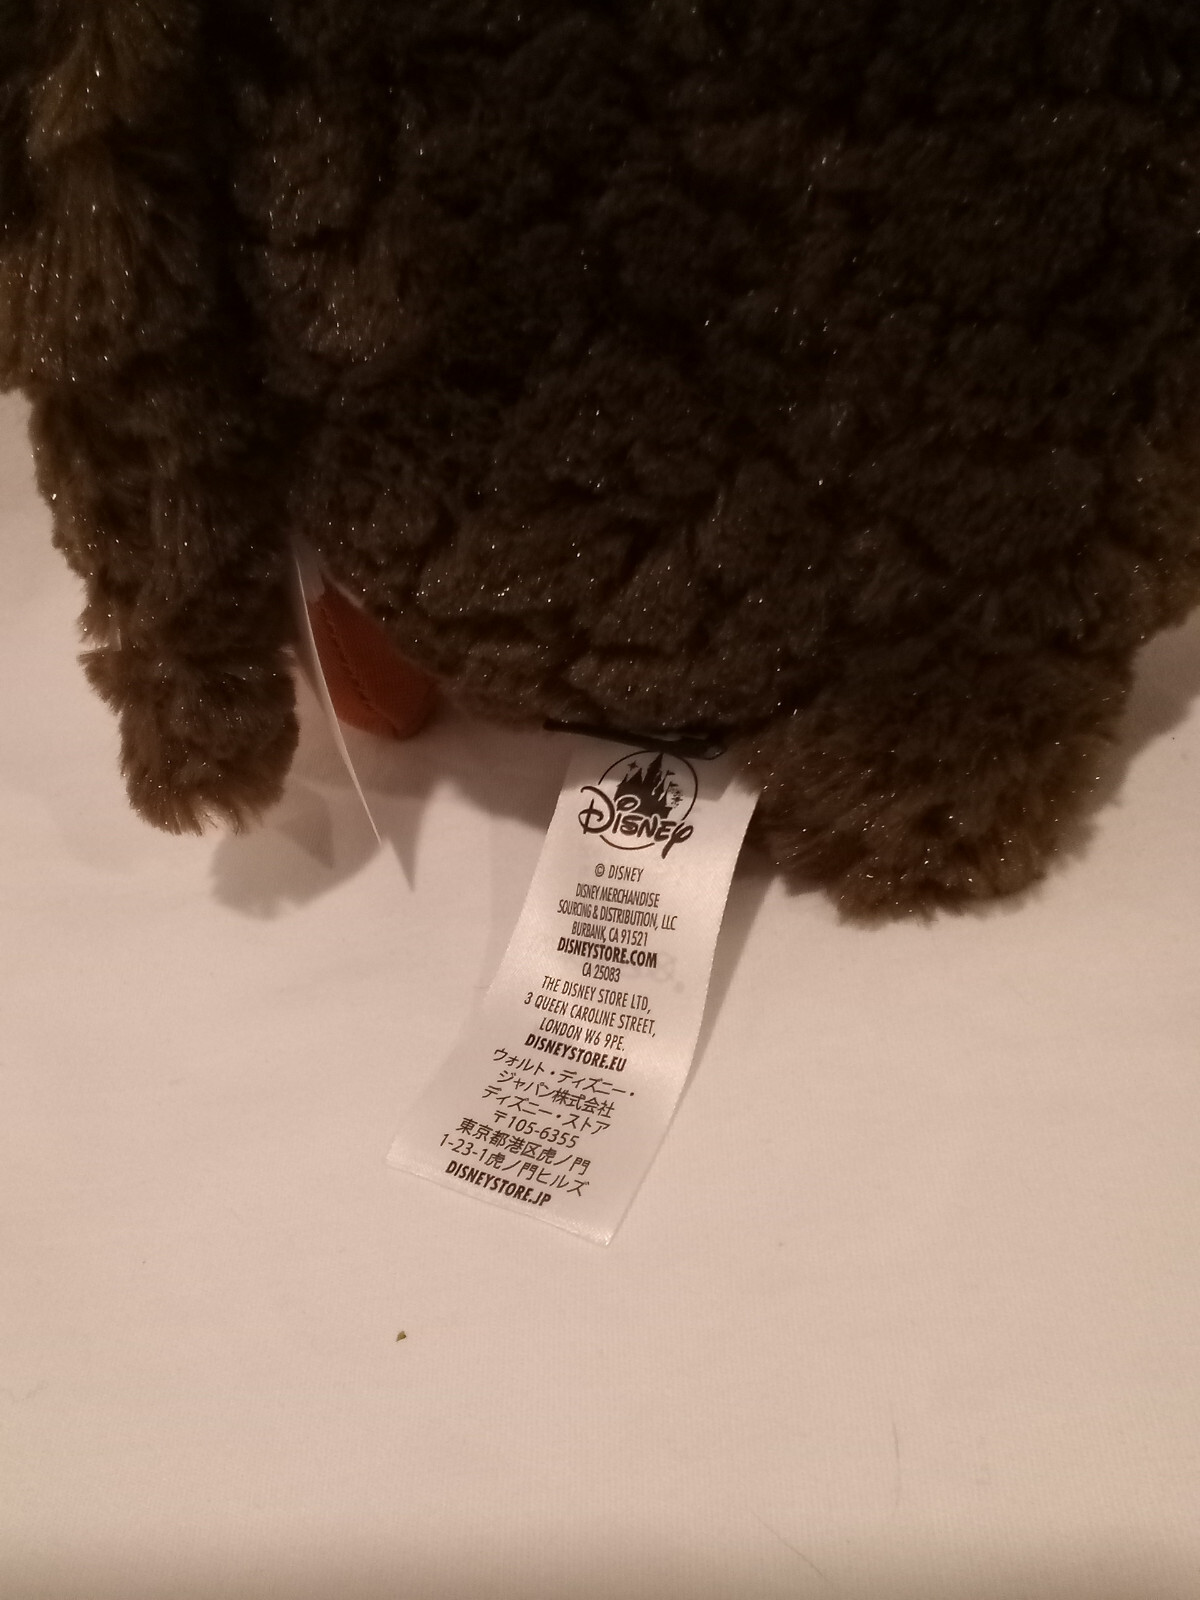 Disney
© DISNEY
DISNEY MERCHANDISE
SOURCING & DISTRIBUTION, LLC
BURBANK, CA 91521
DISNEYSTORE.COM
CA 25083
THE DISNEY STORE LTD,
3 QUEEN CAROLINE STREET,
LONDON W6 9PE.
DISNEYSTORE.EU
ウォルト・ディズニー・
ジャパン株式会社
ディズニー・ストア
〒105-6355
東京都港区虎ノ門
1-23-1虎ノ門ヒルズ
DISNEYSTORE.JP